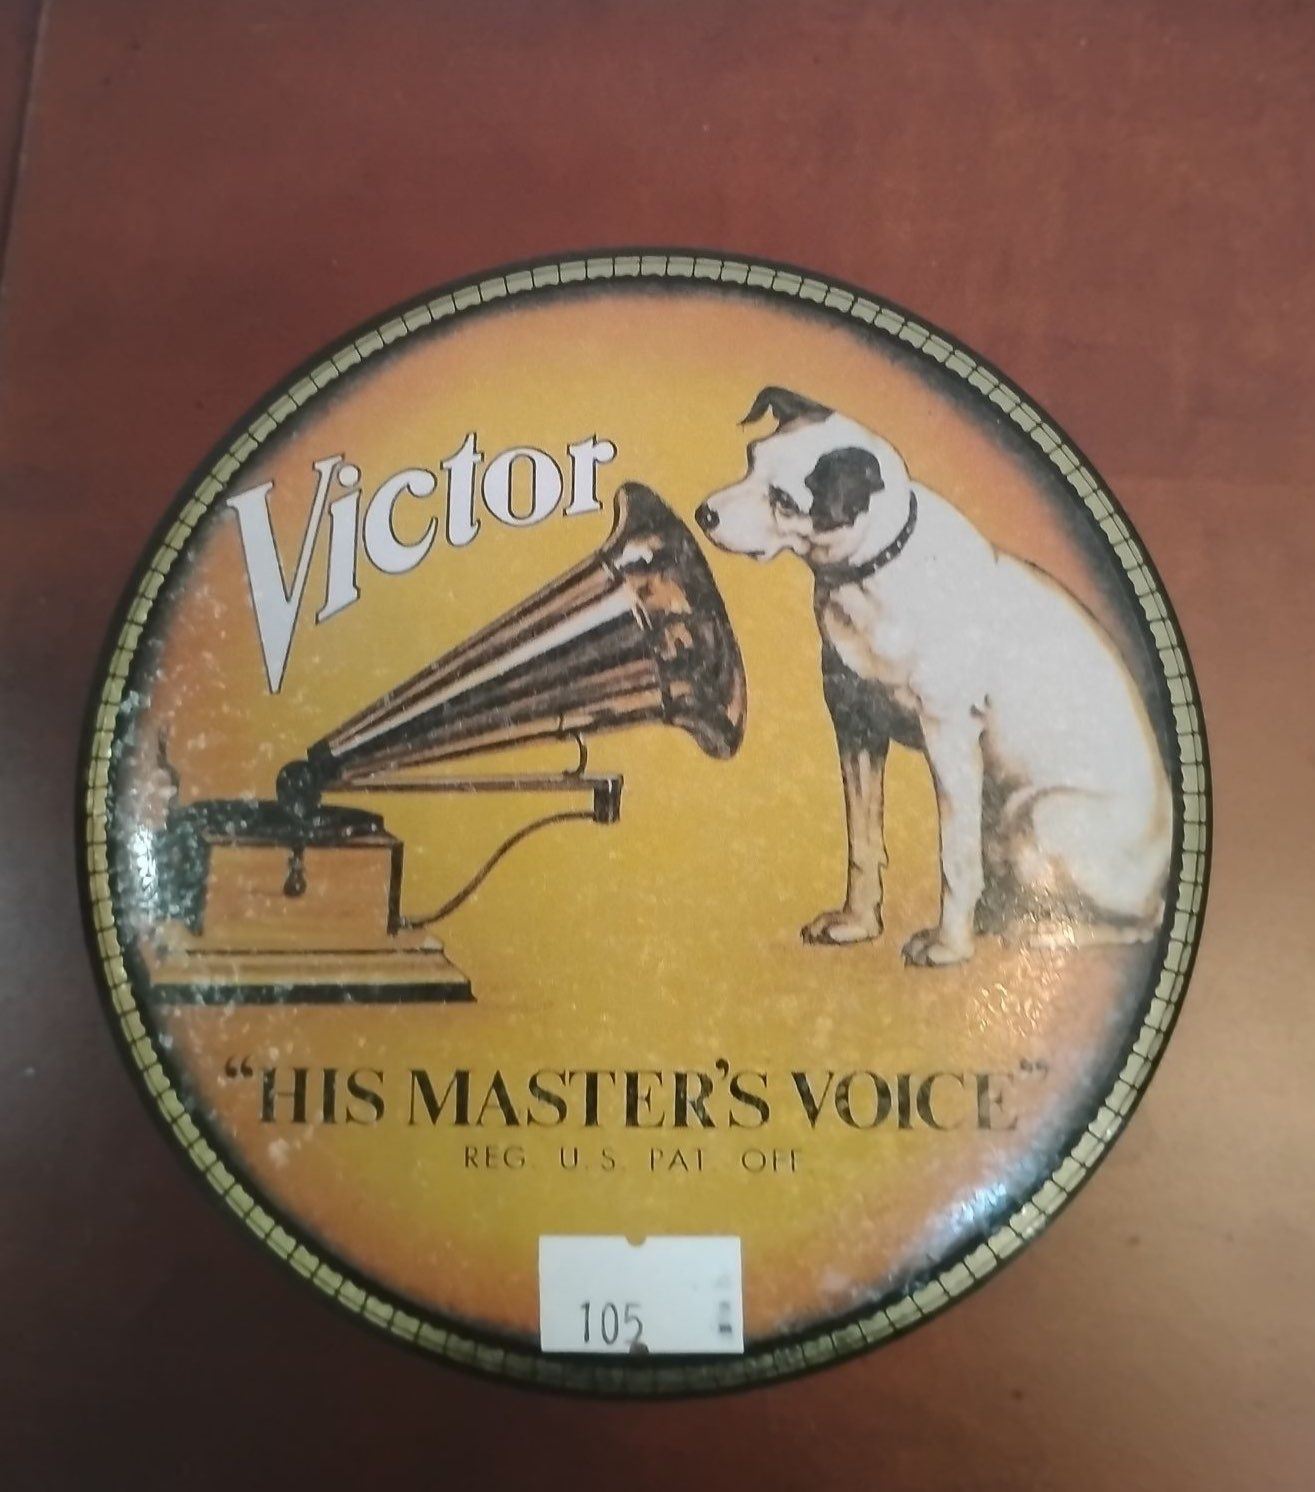 Victor
“HIS MASTER'S VOICE”
REG. U.S. PAT. OFF.
105